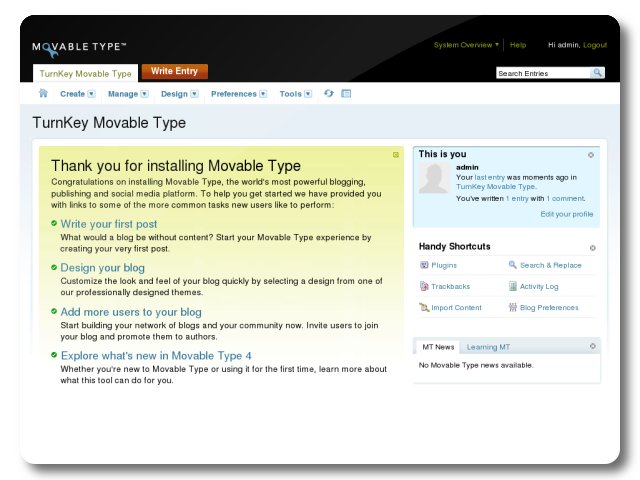 MOVABLE TYPE™
System Overview Help Hi admin, Logout
TurnKey Movable Type Write Entry
Search Entries
Create Manage Design Preferences Tools
TurnKey Movable Type
Thank you for installing Movable Type
Congratulations on installing Movable Type, the world's most powerful blogging,
publishing and social media platform. To help you get started we have provided you
with links to some of the more common tasks new users like to perform:
Write your first post
What would a blog be without content? Start your Movable Type experience by
creating your very first post.
Design your blog
Customize the look and feel of your blog quickly by selecting a design from one of
our professionally designed themes.
Add more users to your blog
Start building your network of blogs and your community now. Invite users to join
your blog and promote them to authors.
Explore what's new in Movable Type 4
Whether you're new to Movable Type or using it for the first time, learn more about
what this tool can do for you.
This is you
admin
Your last entry was moments ago in
TurnKey Movable Type.
You've written 1 entry with 1 comment.
Edit your profile
Handy Shortcuts
Plugins Search & Replace
Trackbacks Activity Log
Import Content Blog Preferences
MT News Learning MT
No Movable Type news available.